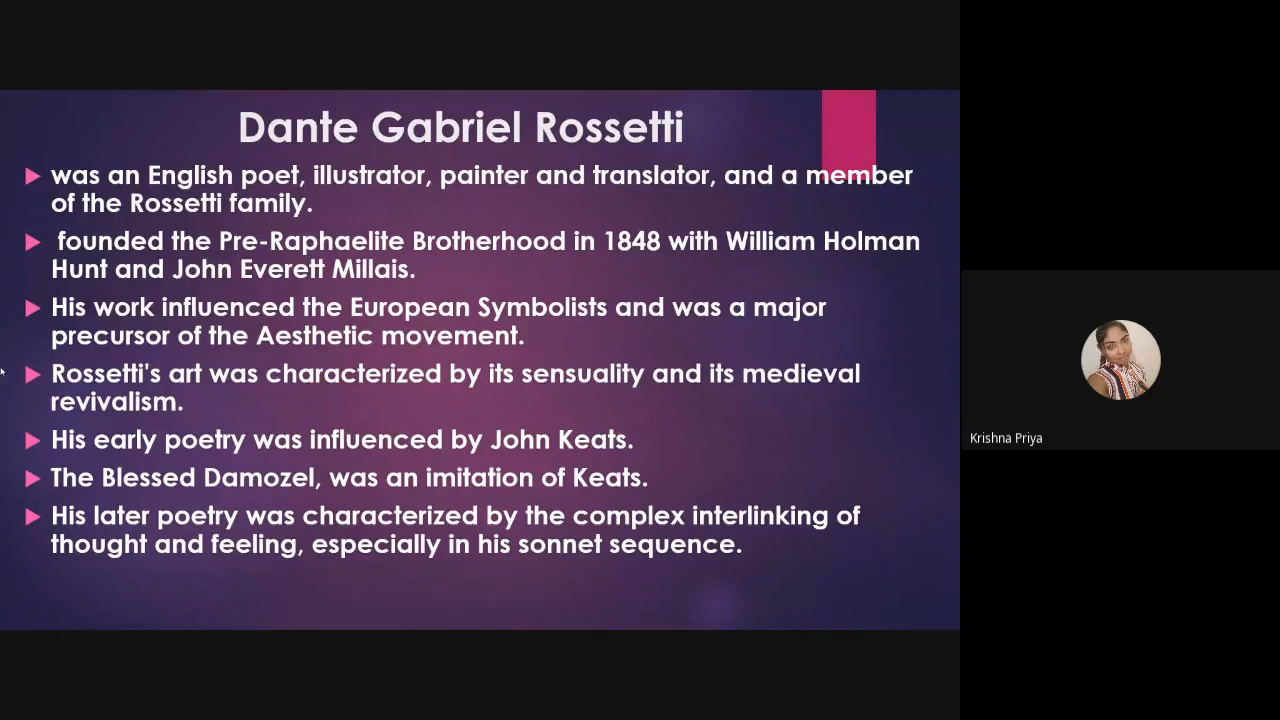 Dante Gabriel Rossetti
was an English poet, illustrator, painter and translator, and a member
of the Rossetti family.
founded the Pre-Raphaelite Brotherhood in 1848 with William Holman
Hunt and John Everett Millais.
His work influenced the European Symbolists and was a major
precursor of the Aesthetic movement.
Rossetti's art was characterized by its sensuality and its medieval
revivalism.
His early poetry was influenced by John Keats.
The Blessed Damozel, was an imitation of Keats.
His later poetry was characterized by the complex interlinking of
thought and feeling, especially in his sonnet sequence.
Krishna Priya